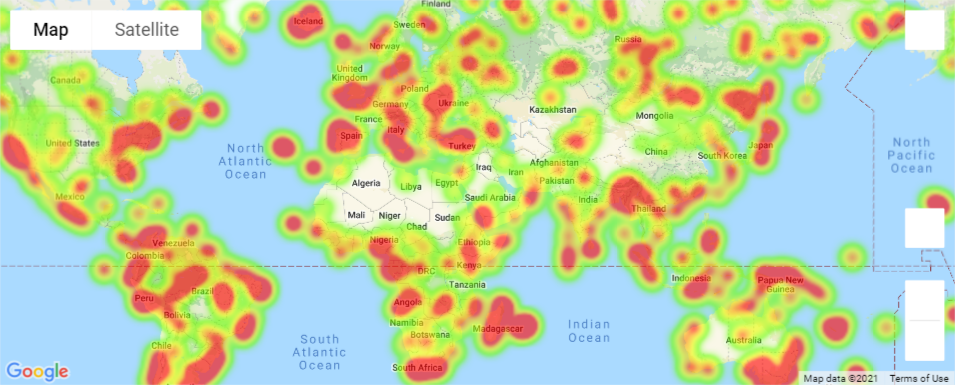 Map
Satellite
Finland
Iceland
Sweden
Norway
Russia
United
Kingdom
Canada
Poland
Germany
Ukraine
Kazakhstan
Mongolia
France
Spain
Italy
Turkey
United States
North
Atlantic
Ocean
China
South Korea
Japan
North
Pacific
Ocean
Iraq
Iran
Afghanistan
Pakistan
Algeria
Libya
Egypt
Saudi Arabia
India
Mexico
Mali
Niger
Chad
Sudan
Thailand
Venezuela
Colombia
Nigeria
Ethiopia
DRC
Kenya
Tanzania
Indonesia
Papua New
Guinea
Peru
Brazil
Bolivia
Angola
Namibia
Botswana
Madagascar
Indian
Ocean
Australia
Chile
South
Atlantic
Ocean
South Africa
Google
Map data ©2021
Terms of Use